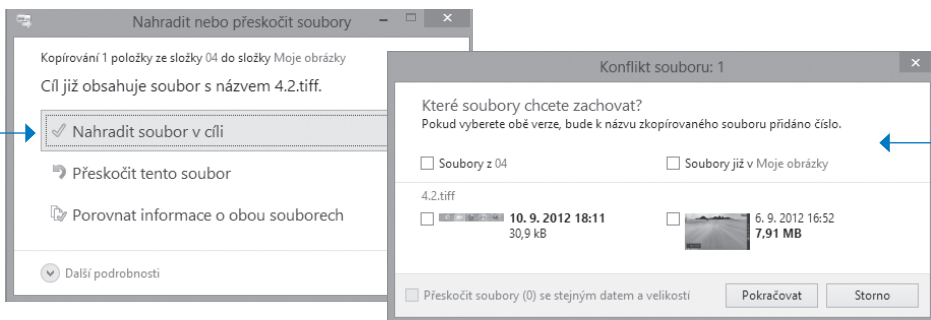 Nahradit nebo přeskočit soubory
Kopírování 1 položky ze složky 04 do složky Moje obrázky
Cíl již obsahuje soubor s názvem 4.2.tiff.
Nahradit soubor v cíli
Přeskočit tento soubor
Porovnat informace o obou souborech
Další podrobnosti
Konflikt souboru: 1
Které soubory chcete zachovat?
Pokud vyberete obě verze, bude k názvu zkopírovaného souboru přidáno číslo.
Soubory z 04
Soubory již v Moje obrázky
4.2.tiff
10. 9. 2012 18:11
30,9 kB
6. 9. 2012 16:52
7,91 MB
Přeskočit soubory (0) se stejným datem a velikostí
Pokračovat
Storno